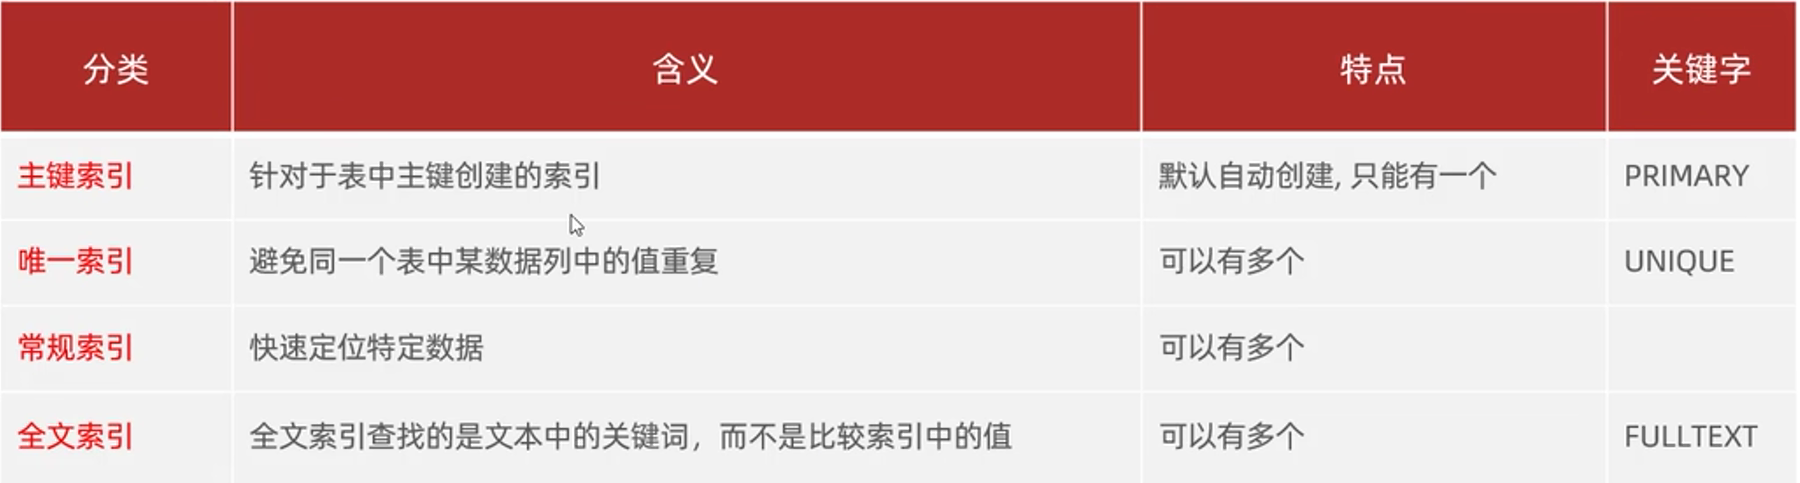 分类 含义 特点 关键字
主键索引 针对于表中主键创建的索引 默认自动创建, 只能有一个 PRIMARY
唯一索引 避免同一个表中某数据列中的值重复 可以有多个 UNIQUE
常规索引 快速定位特定数据 可以有多个
全文索引 全文索引查找的是文本中的关键词，而不是比较索引中的值 可以有多个 FULLTEXT